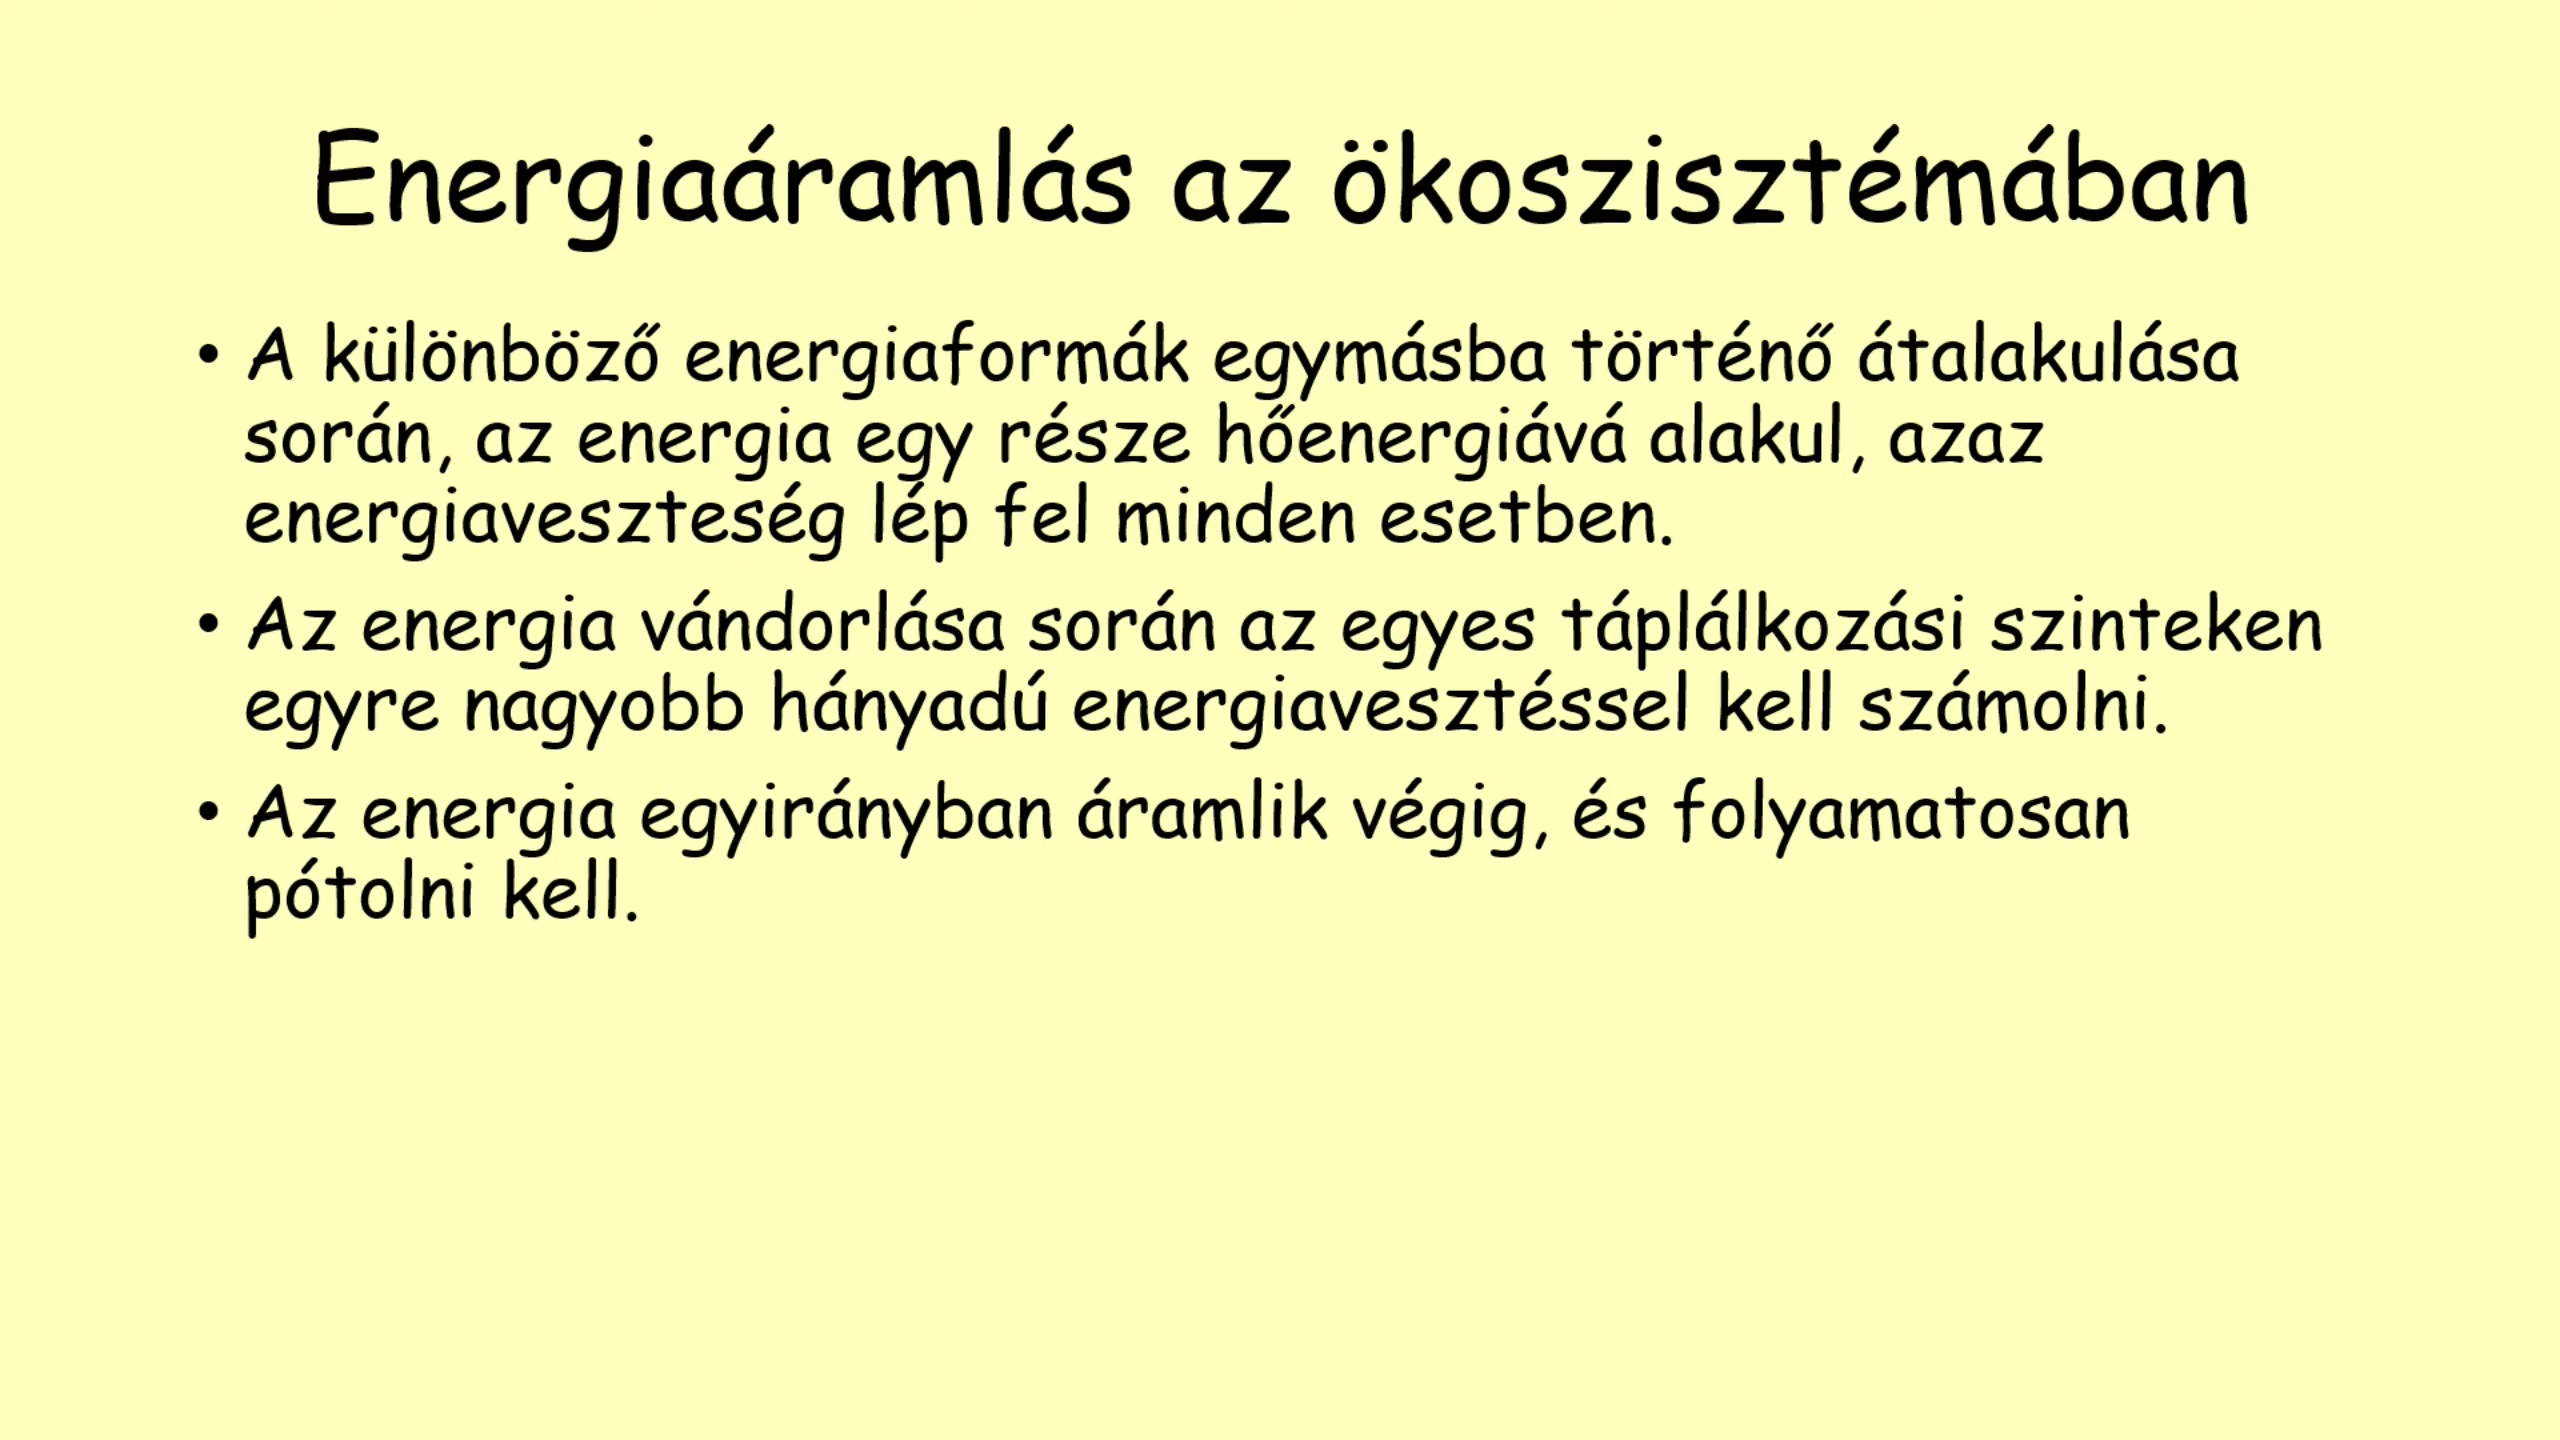 Energiaáramlás az ökoszisztémában
• A különböző energiaformák egymásba történő átalakulása
során, az energia egy része hőenergiává alakul, azaz
energiaveszteség lép fel minden esetben.
• Az energia vándorlása során az egyes táplálkozási szinteken
egyre nagyobb hányadú energiavesztéssel kell számolni.
• Az energia egyirányban áramlik végig, és folyamatosan
pótolni kell.